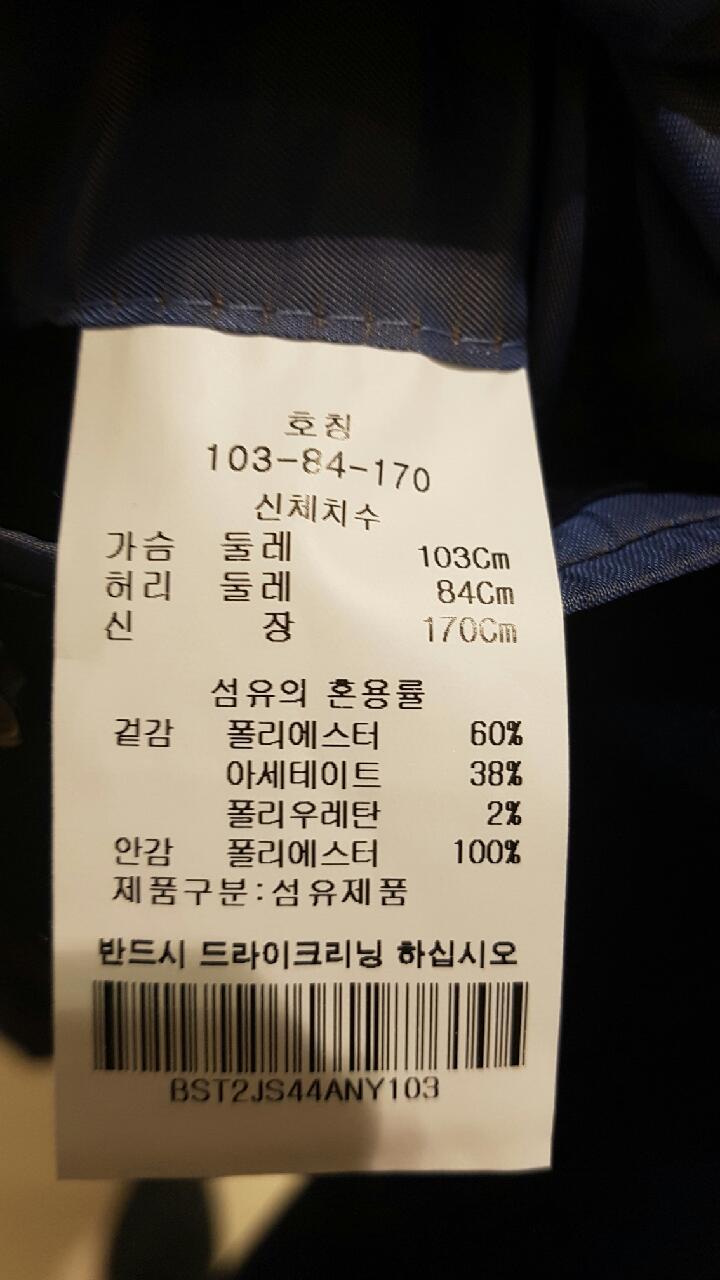 호칭
103-84-170
신체치수
가슴 둘레 103Cm
허리 둘레 84Cm
신 장 170Cm
섬유의 혼용률
겉감 폴리에스터 60%
아세테이트 38%
폴리우레탄 2%
안감 폴리에스터 100%
제품구분:섬유제품
반드시 드라이크리닝 하십시오
BST2JS44ANY103